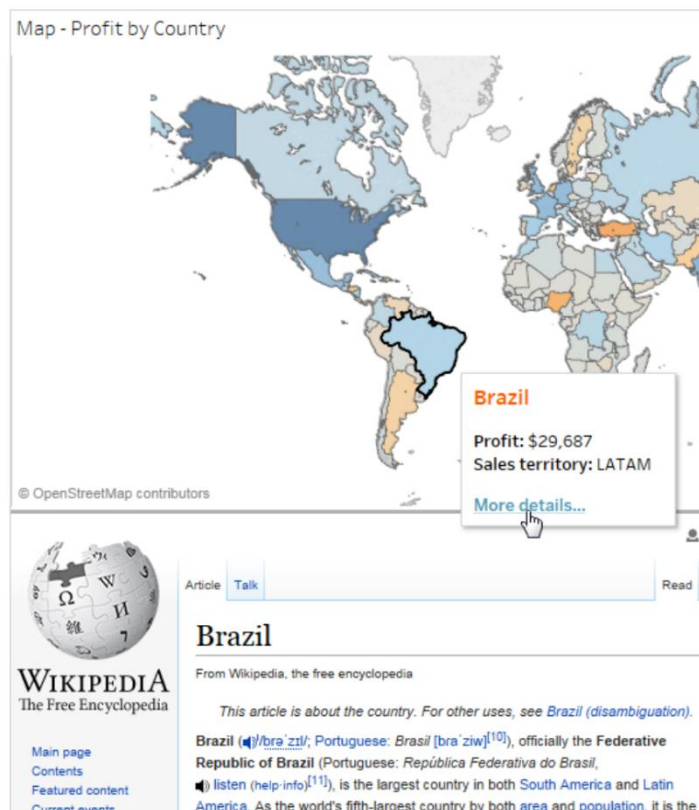 Map - Profit by Country
Brazil
Profit: $29,687
Sales territory: LATAM
More details...
© OpenStreetMap contributors
Article
Talk
Read
WIKIPEDIA
The Free Encyclopedia
Main page
Contents
Featured content
Current events
Brazil
From Wikipedia, the free encyclopedia
This article is about the country. For other uses, see Brazil (disambiguation).
Brazil (/brəˈzɪl/; Portuguese: Brasil [bɾaˈziw][10]), officially the Federative
Republic of Brazil (Portuguese: República Federativa do Brasil,
listen (help·info)[11]), is the largest country in both South America and Latin
America. As the world's fifth-largest country by both area and population, it is the